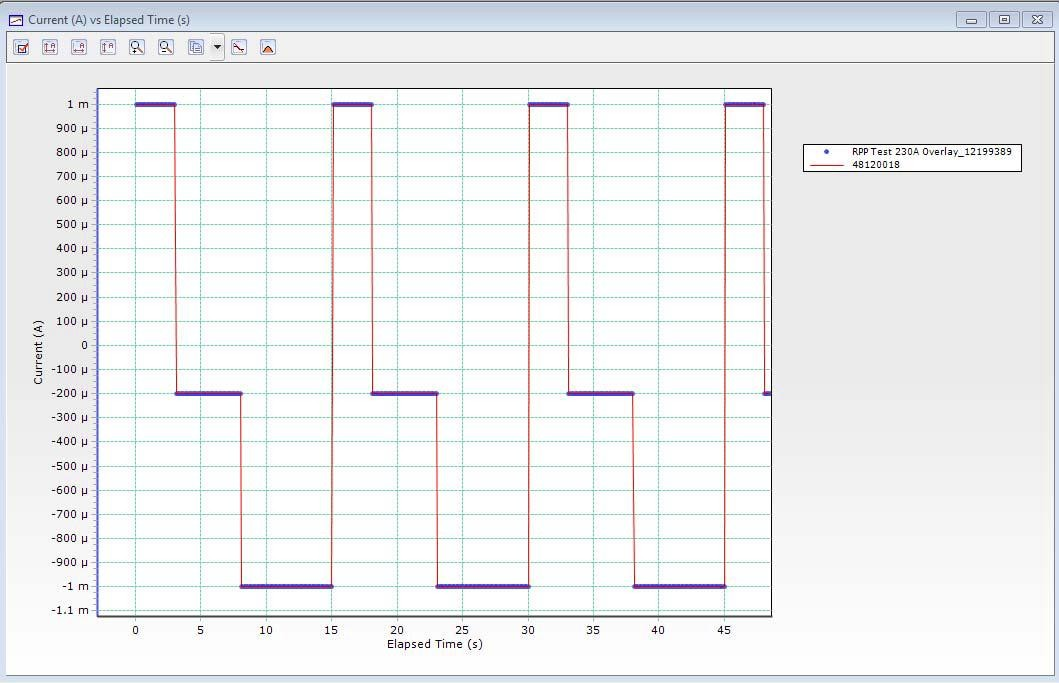 Current (A) vs Elapsed Time (s)
1 m
900 µ
800 µ
700 µ
600 µ
500 µ
400 µ
300 µ
200 µ
100 µ
0
-100 µ
-200 µ
-300 µ
-400 µ
-500 µ
-600 µ
-700 µ
-800 µ
-900 µ
-1 m
-1.1 m
Current (A)
0 5 10 15 20 25 30 35 40 45
Elapsed Time (s)
RPP Test 230A Overlay_12199389
48120018